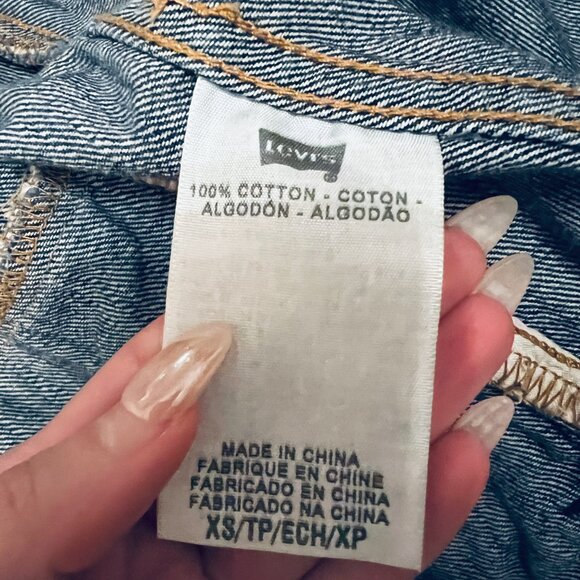 Levi's
100% COTTON - COTON -
ALGODÓN - ALGODÃO
MADE IN CHINA
FABRIQUE EN CHINE
FABRICADO EN CHINA
FABRICADO NA CHINA
XS/TP/ECH/XP